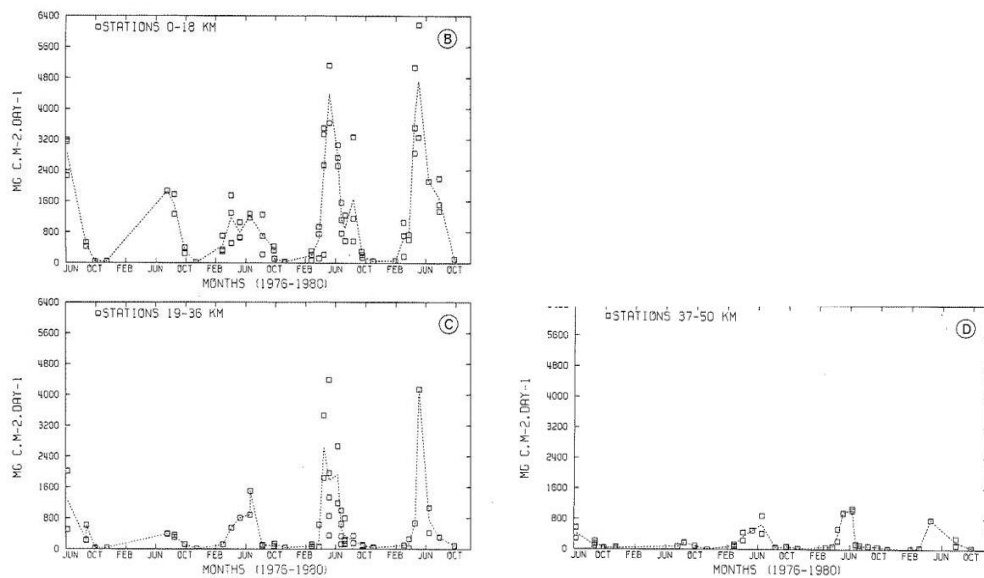 6400
□STATIONS 0-18 KM
B
5600
4800
4000
3200
2400
1600
800
0
MG C.M-2.DAY-1
JUN OCT FEB JUN OCT FEB JUN OCT FEB JUN OCT FEB JUN OCT
MONTHS (1976-1980)
6400
□STATIONS 19-36 KM
C
5600
4800
4000
3200
2400
1600
800
0
MG C.M-2.DAY-1
JUN OCT FEB JUN OCT FEB JUN OCT FEB JUN OCT FEB JUN OCT
MONTHS (1976-1980)
□STATIONS 37-50 KM
D
5600
4800
4000
3200
2400
1600
800
0
MG C.M-2.DAY-1
JUN OCT FEB JUN OCT FEB JUN OCT FEB JUN OCT FEB JUN OCT
MONTHS (1976-1980)